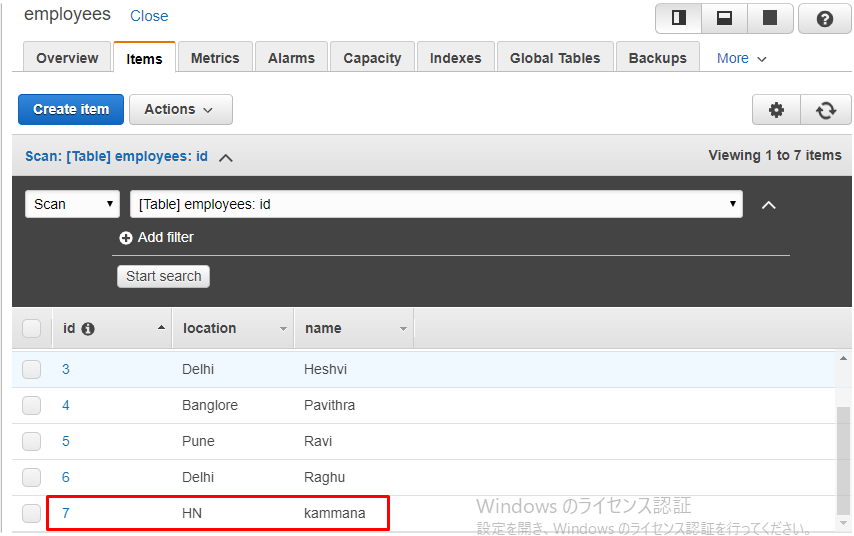 employees Close
Overview Items Metrics Alarms Capacity Indexes Global Tables Backups More
Create item Actions
Scan: [Table] employees: id Viewing 1 to 7 items
Scan [Table] employees: id
Add filter
Start search
id location name
3 Delhi Heshvi
4 Banglore Pavithra
5 Pune Ravi
6 Delhi Raghu
7 HN kammana
Windows のライセンス認証
設定を開き、Windows のライセンス認証を行ってください。